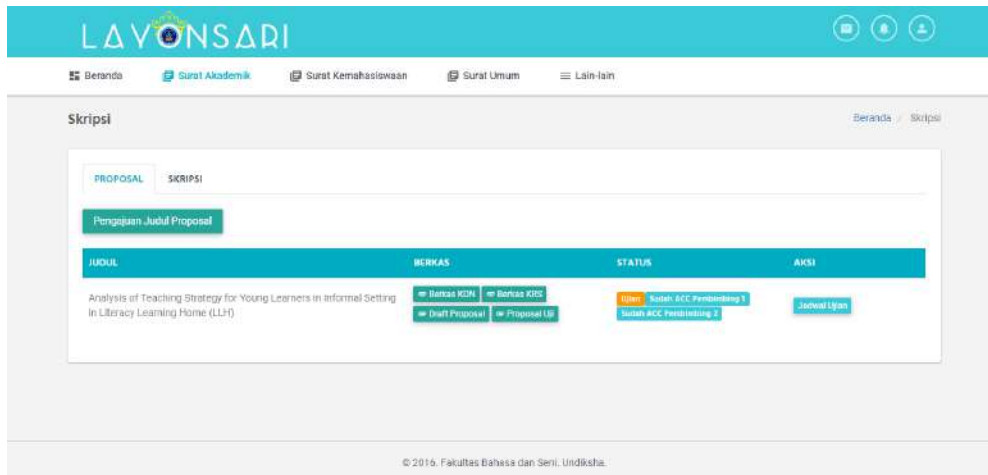 LAYONSARI
Beranda Surat Akademik Surat Kemahasiswaan Surat Umum Lain-lain
Skripsi
Beranda / Skripsi
PROPOSAL SKRIPSI
Pengajuan Judul Proposal
JUDUL BERKAS STATUS AKSI
Analysis of Teaching Strategy for Young Learners in Informal Setting
in Literacy Learning Home (LLH)
Berkas KDN Berkas KRS
Draft Proposal Proposal Uji
Ujian Sudah ACC Pembimbing 1
Sudah ACC Pembimbing 2
Jadwal Ujian
© 2016. Fakultas Bahasa dan Seni. Undiksha.